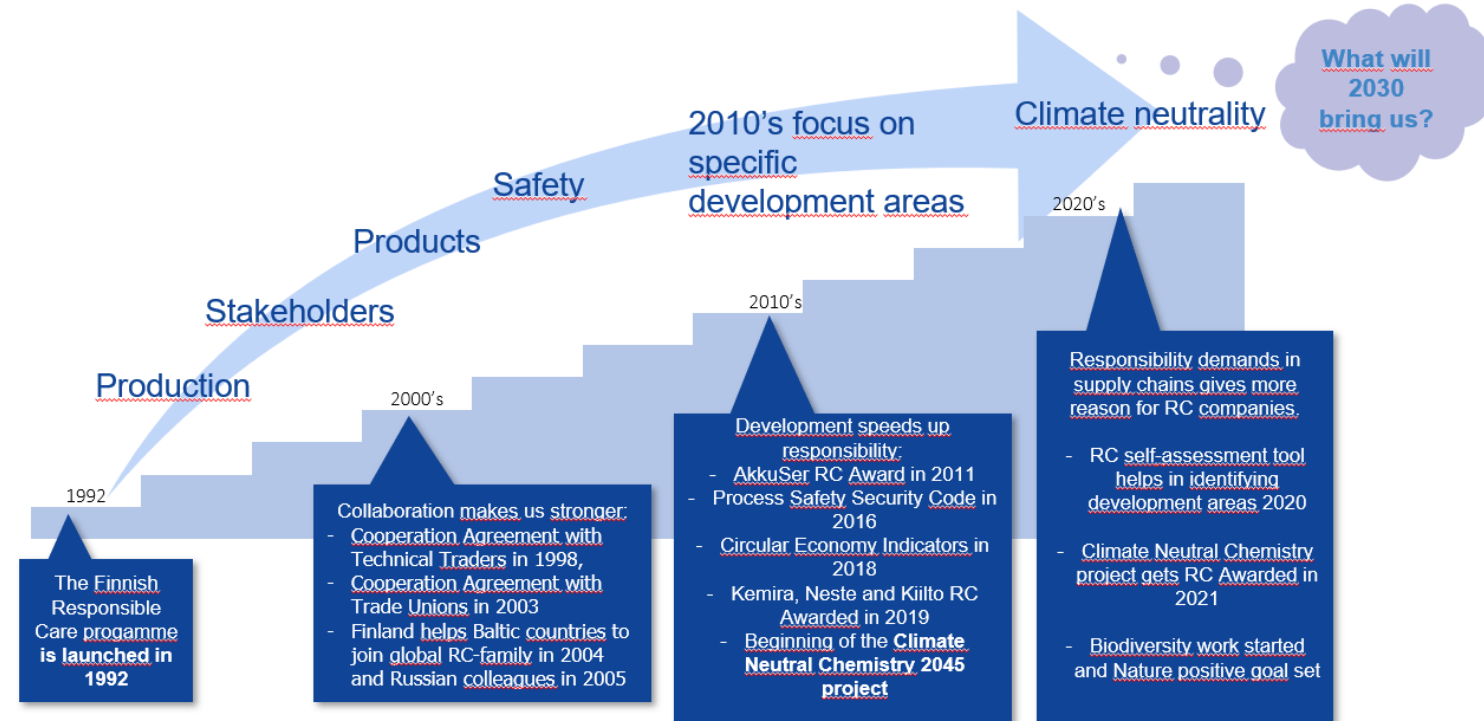 What will
2030
bring us?
Climate neutrality
2010's focus on
specific
development areas
Safety
Products
Stakeholders
Production
1992
The Finnish
Responsible
Care progamme
is launched in
1992
2000's
Collaboration makes us stronger:
- Cooperation Agreement with
Technical Traders in 1998,
- Cooperation Agreement with
Trade Unions in 2003
- Finland helps Baltic countries to
join global RC-family in 2004
and Russian colleagues in 2005
2010's
Development speeds up
responsibility:
- AkkuSer RC Award in 2011
- Process Safety Security Code in
2016
- Circular Economy Indicators in
2018
- Kemira, Neste and Kiilto RC
Awarded in 2019
- Beginning of the Climate
Neutral Chemistry 2045
project
2020's
Responsibility demands in
supply chains gives more
reason for RC companies.
- RC self-assessment tool
helps in identifying
development areas 2020
- Climate Neutral Chemistry
project gets RC Awarded in
2021
- Biodiversity work started
and Nature positive goal set